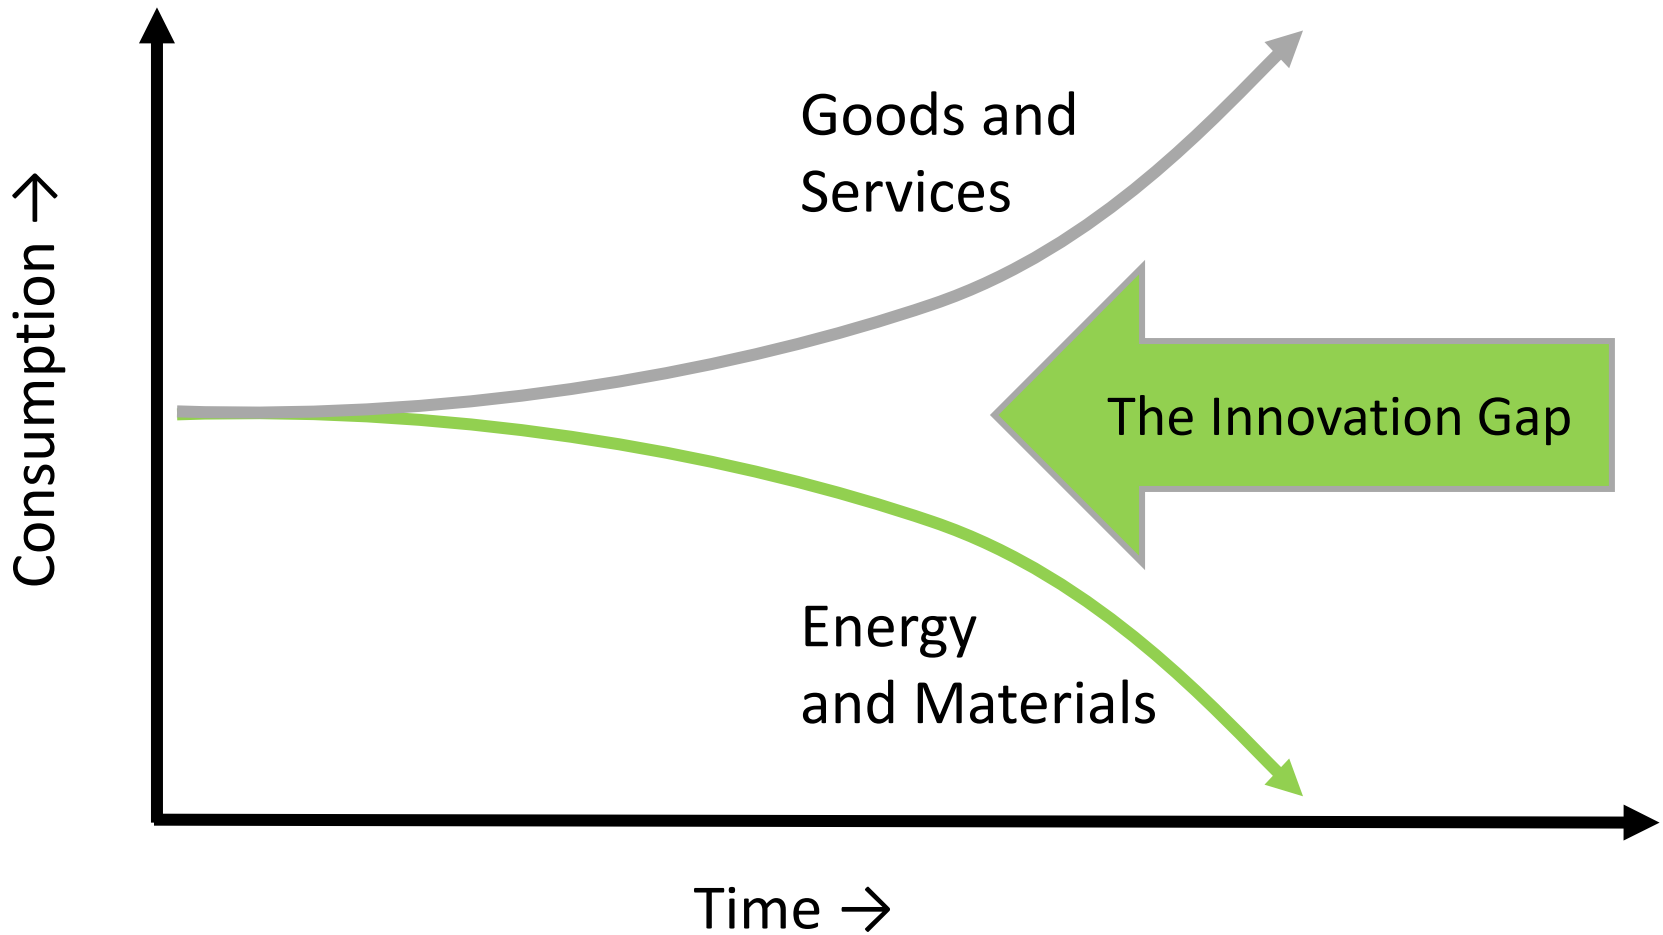 Goods and
Services
Consumption →
The Innovation Gap
Energy
and Materials
Time →